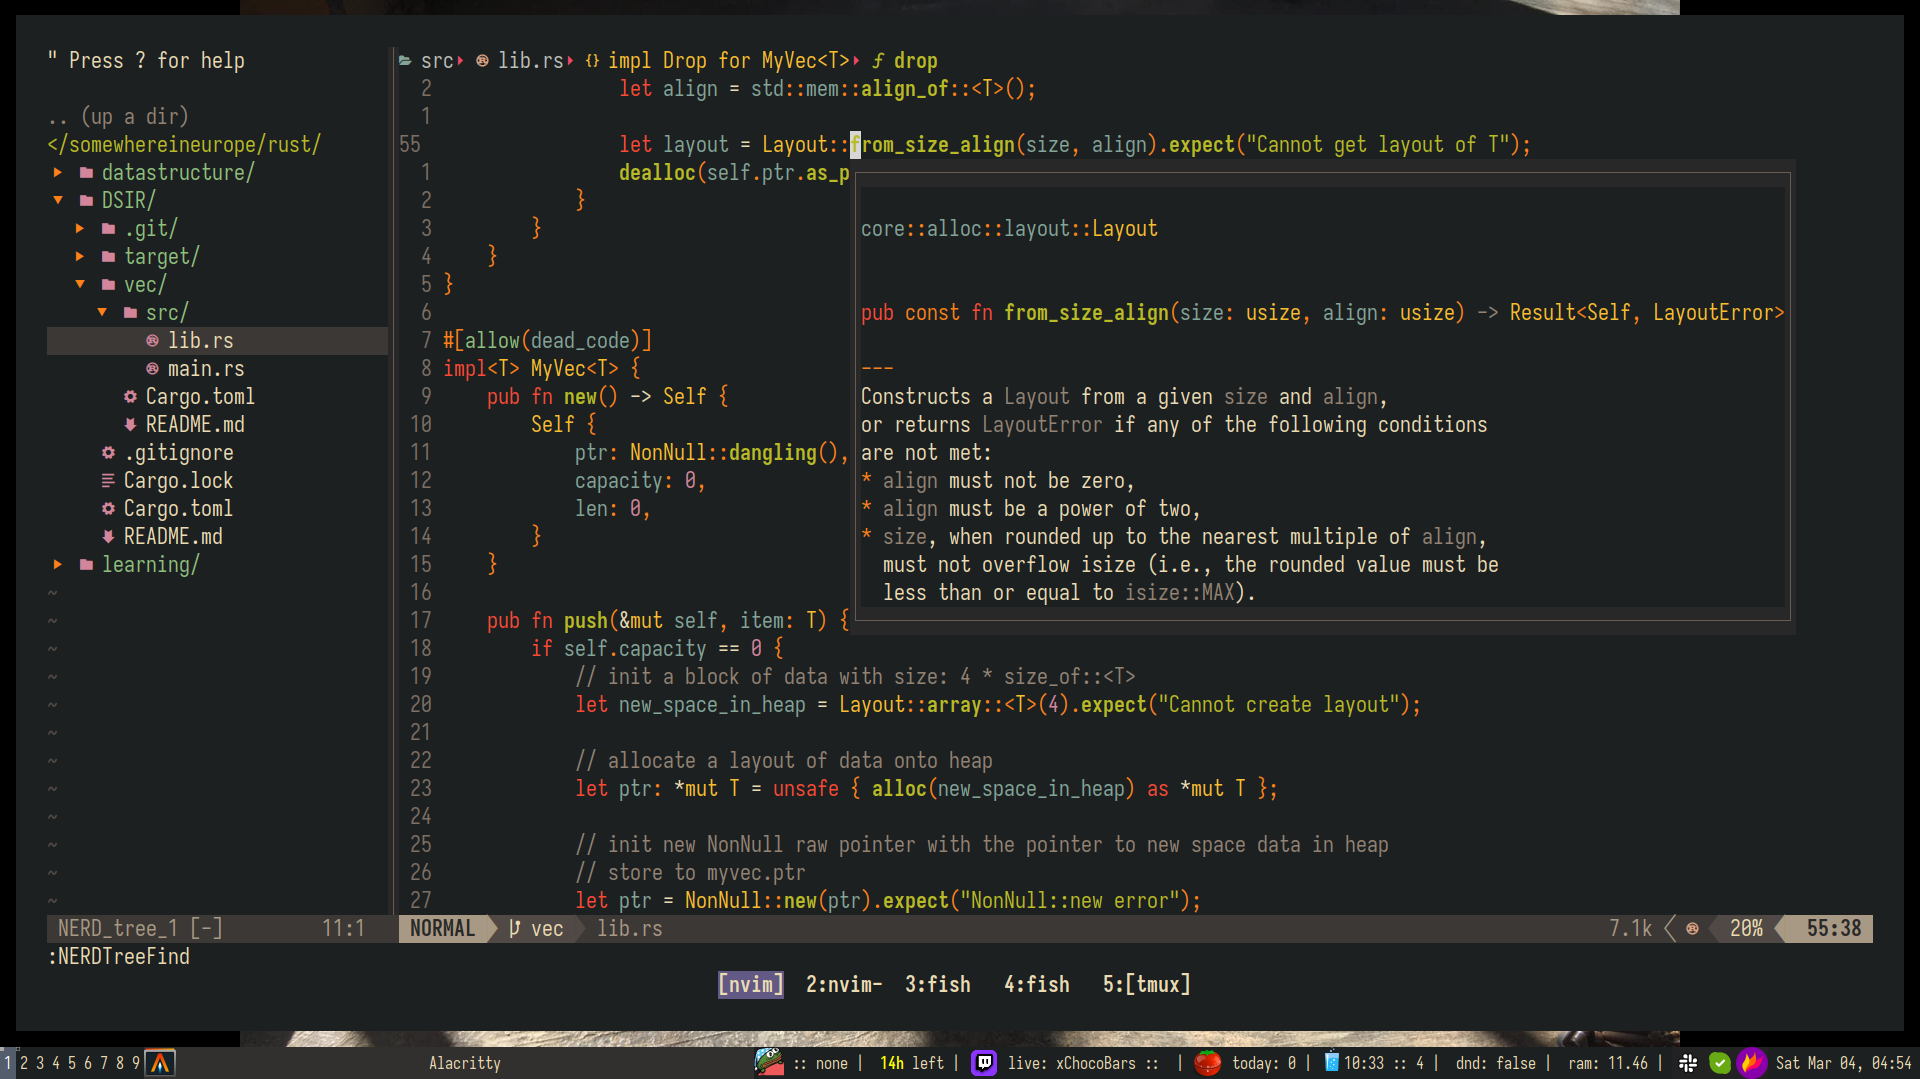 " Press ? for help
.. (up a dir)
</somewhereineurope/rust/
datastructure/
DSIR/
.git/
target/
vec/
src/
lib.rs
main.rs
Cargo.toml
README.md
.gitignore
Cargo.lock
Cargo.toml
README.md
learning/
~
~
~
~
~
~
~
~
~
~
~
~
NERD_tree_1 [-] 11:1
src lib.rs {} impl Drop for MyVec<T> ƒ drop
2 let align = std::mem::align_of::<T>();
1
55 let layout = Layout::from_size_align(size, align).expect("Cannot get layout of T");
1 dealloc(self.ptr.as_p
2 }
3 }
4 }
5 }
6
7 #[allow(dead_code)]
8 impl<T> MyVec<T> {
9 pub fn new() -> Self {
10 Self {
11 ptr: NonNull::dangling(),
12 capacity: 0,
13 len: 0,
14 }
15 }
16
17 pub fn push(&mut self, item: T) {
18 if self.capacity == 0 {
19 // init a block of data with size: 4 * size_of::<T>
20 let new_space_in_heap = Layout::array::<T>(4).expect("Cannot create layout");
21
22 // allocate a layout of data onto heap
23 let ptr: *mut T = unsafe { alloc(new_space_in_heap) as *mut T };
24
25 // init new NonNull raw pointer with the pointer to new space data in heap
26 // store to myvec.ptr
27 let ptr = NonNull::new(ptr).expect("NonNull::new error");
core::alloc::layout::Layout
pub const fn from_size_align(size: usize, align: usize) -> Result<Self, LayoutError>
---
Constructs a Layout from a given size and align,
or returns LayoutError if any of the following conditions
are not met:
* align must not be zero,
* align must be a power of two,
* size, when rounded up to the nearest multiple of align,
must not overflow isize (i.e., the rounded value must be
less than or equal to isize::MAX).
NORMAL vec lib.rs 7.1k 20% 55:38
:NERDTreeFind
[nvim] 2:nvim- 3:fish 4:fish 5:[tmux]
1 2 3 4 5 6 7 8 9 Alacritty :: none | 14h left | live: xChocoBars :: | today: 0 | 10:33 :: 4 | dnd: false | ram: 11.46 | Sat Mar 04, 04:54